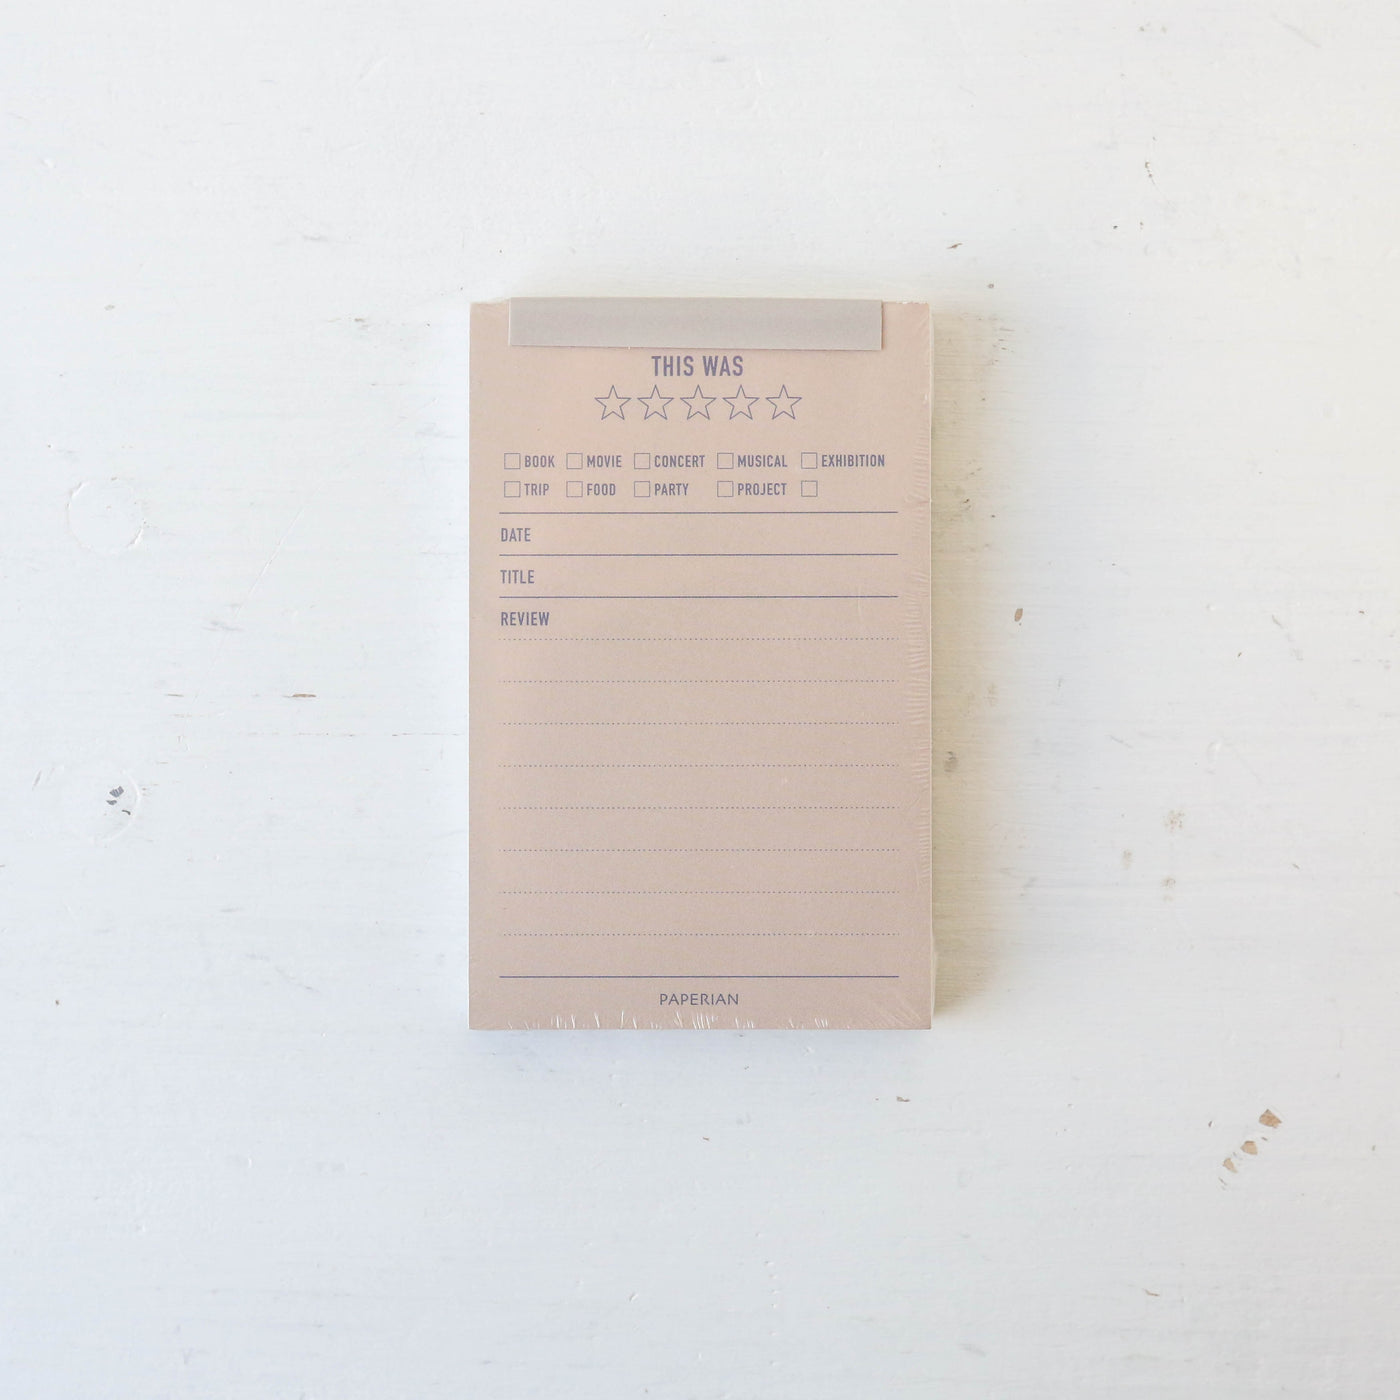 THIS WAS
BOOK MOVIE CONCERT MUSICAL EXHIBITION
TRIP FOOD PARTY PROJECT
DATE
TITLE
REVIEW
PAPERIAN